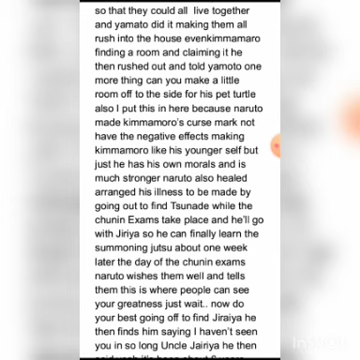 so that they could all  live together
and yamato did it making them all
rush into the house evenkimmamaro
finding a room and claiming it he
then rushed out and told yamoto one
more thing can you make a little
room off to the side for his pet turtle
also I put this in here because naruto
made kimmamoro's curse mark not
have the negative effects making
kimmamoro like his younger self but
just he has his own morals and is
much stronger naruto also healed
arranged his illness to be made by
going out to find Tsunade while the
chunin Exams take place and he'll go
with Jiriya so he can finally learn the
summoning jutsu about one week
later the day of the chunin exams
naruto wishes them well and tells
them this is where people can see
your greatness just wait.. now do
your best going off to find Jiraiya he
then finds him saying I haven't seen
you in so long Uncle Jairiya he then